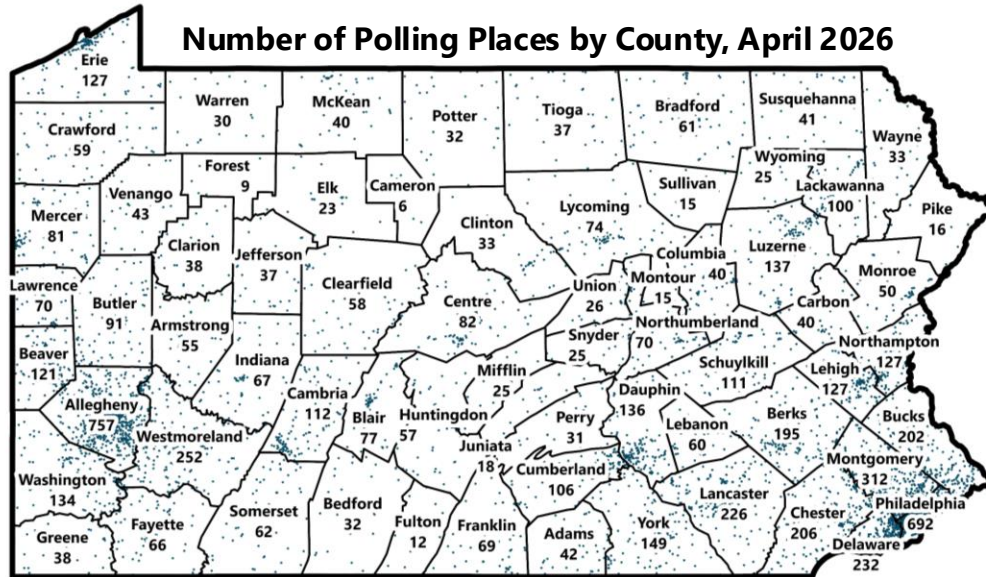 Number of Polling Places by County, April 2026
Erie
127
Crawford
59
Warren
30
McKean
40
Potter
32
Tioga
37
Bradford
61
Susquehanna
41
Wayne
33
Forest
9
Venango
43
Mercer
81
Elk
23
Cameron
6
Clinton
33
Lycoming
74
Sullivan
15
Wyoming
25
Lackawanna
100
Pike
16
Clarion
38
Jefferson
37
Clearfield
58
Centre
82
Union
26
Montour
15
Columbia
40
Luzerne
137
Monroe
50
Carbon
40
Lawrence
70
Butler
91
Armstrong
55
Indiana
67
Snyder
25
Northumberland
70
Schuylkill
111
Northampton
127
Lehigh
127
Beaver
121
Allegheny
757
Westmoreland
252
Cambria
112
Blair
77
Huntingdon
57
Mifflin
25
Juniata
18
Perry
31
Dauphin
136
Lebanon
60
Berks
195
Bucks
202
Montgomery
312
Philadelphia
692
Washington
134
Greene
38
Fayette
66
Somerset
62
Bedford
32
Fulton
12
Franklin
69
Cumberland
106
Adams
42
York
149
Lancaster
226
Chester
206
Delaware
232